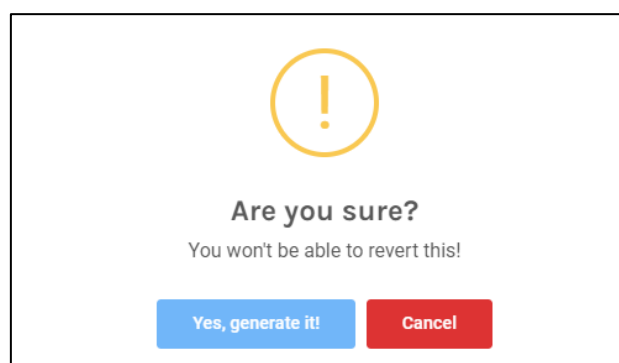 Are you sure?
You won't be able to revert this!
Yes, generate it! Cancel